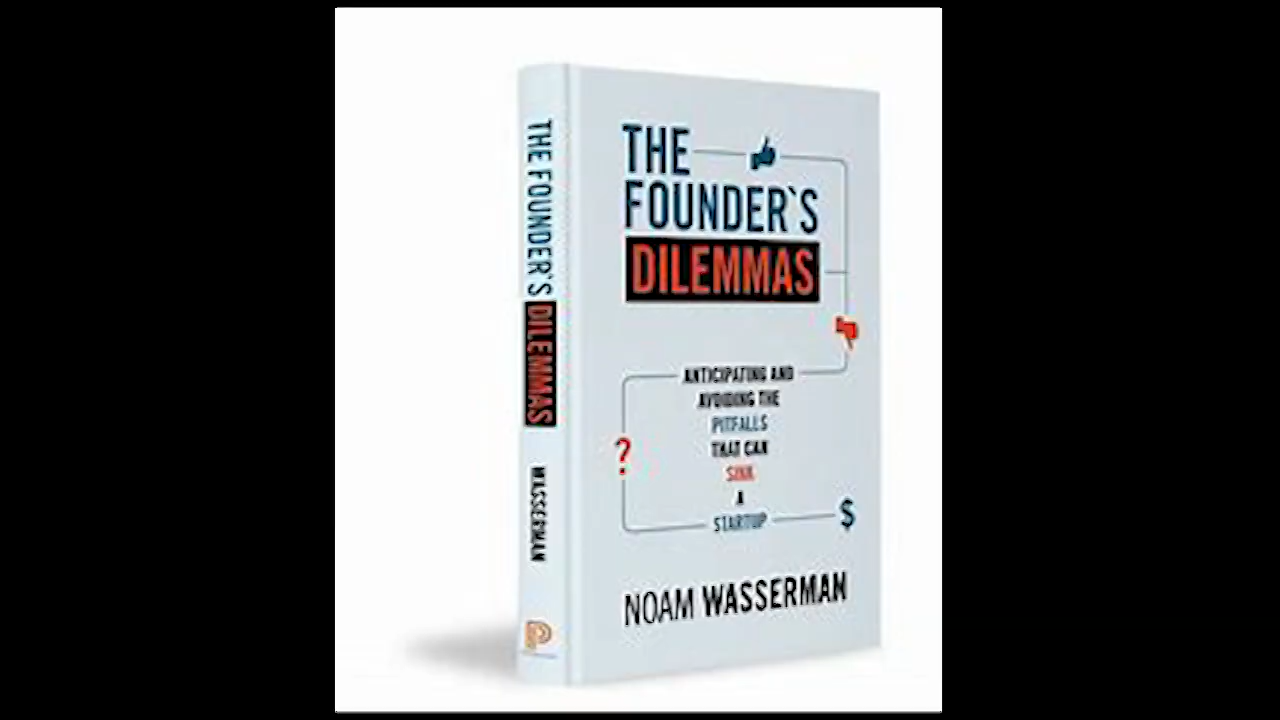 THE FOUNDER'S DILEMMAS
WASSERMAN
THE
FOUNDER`S
DILEMMAS
ANTICIPATING AND
AVOIDING THE
PITFALLS
THAT CAN
SINK
A
STARTUP
?
$
NOAM WASSERMAN